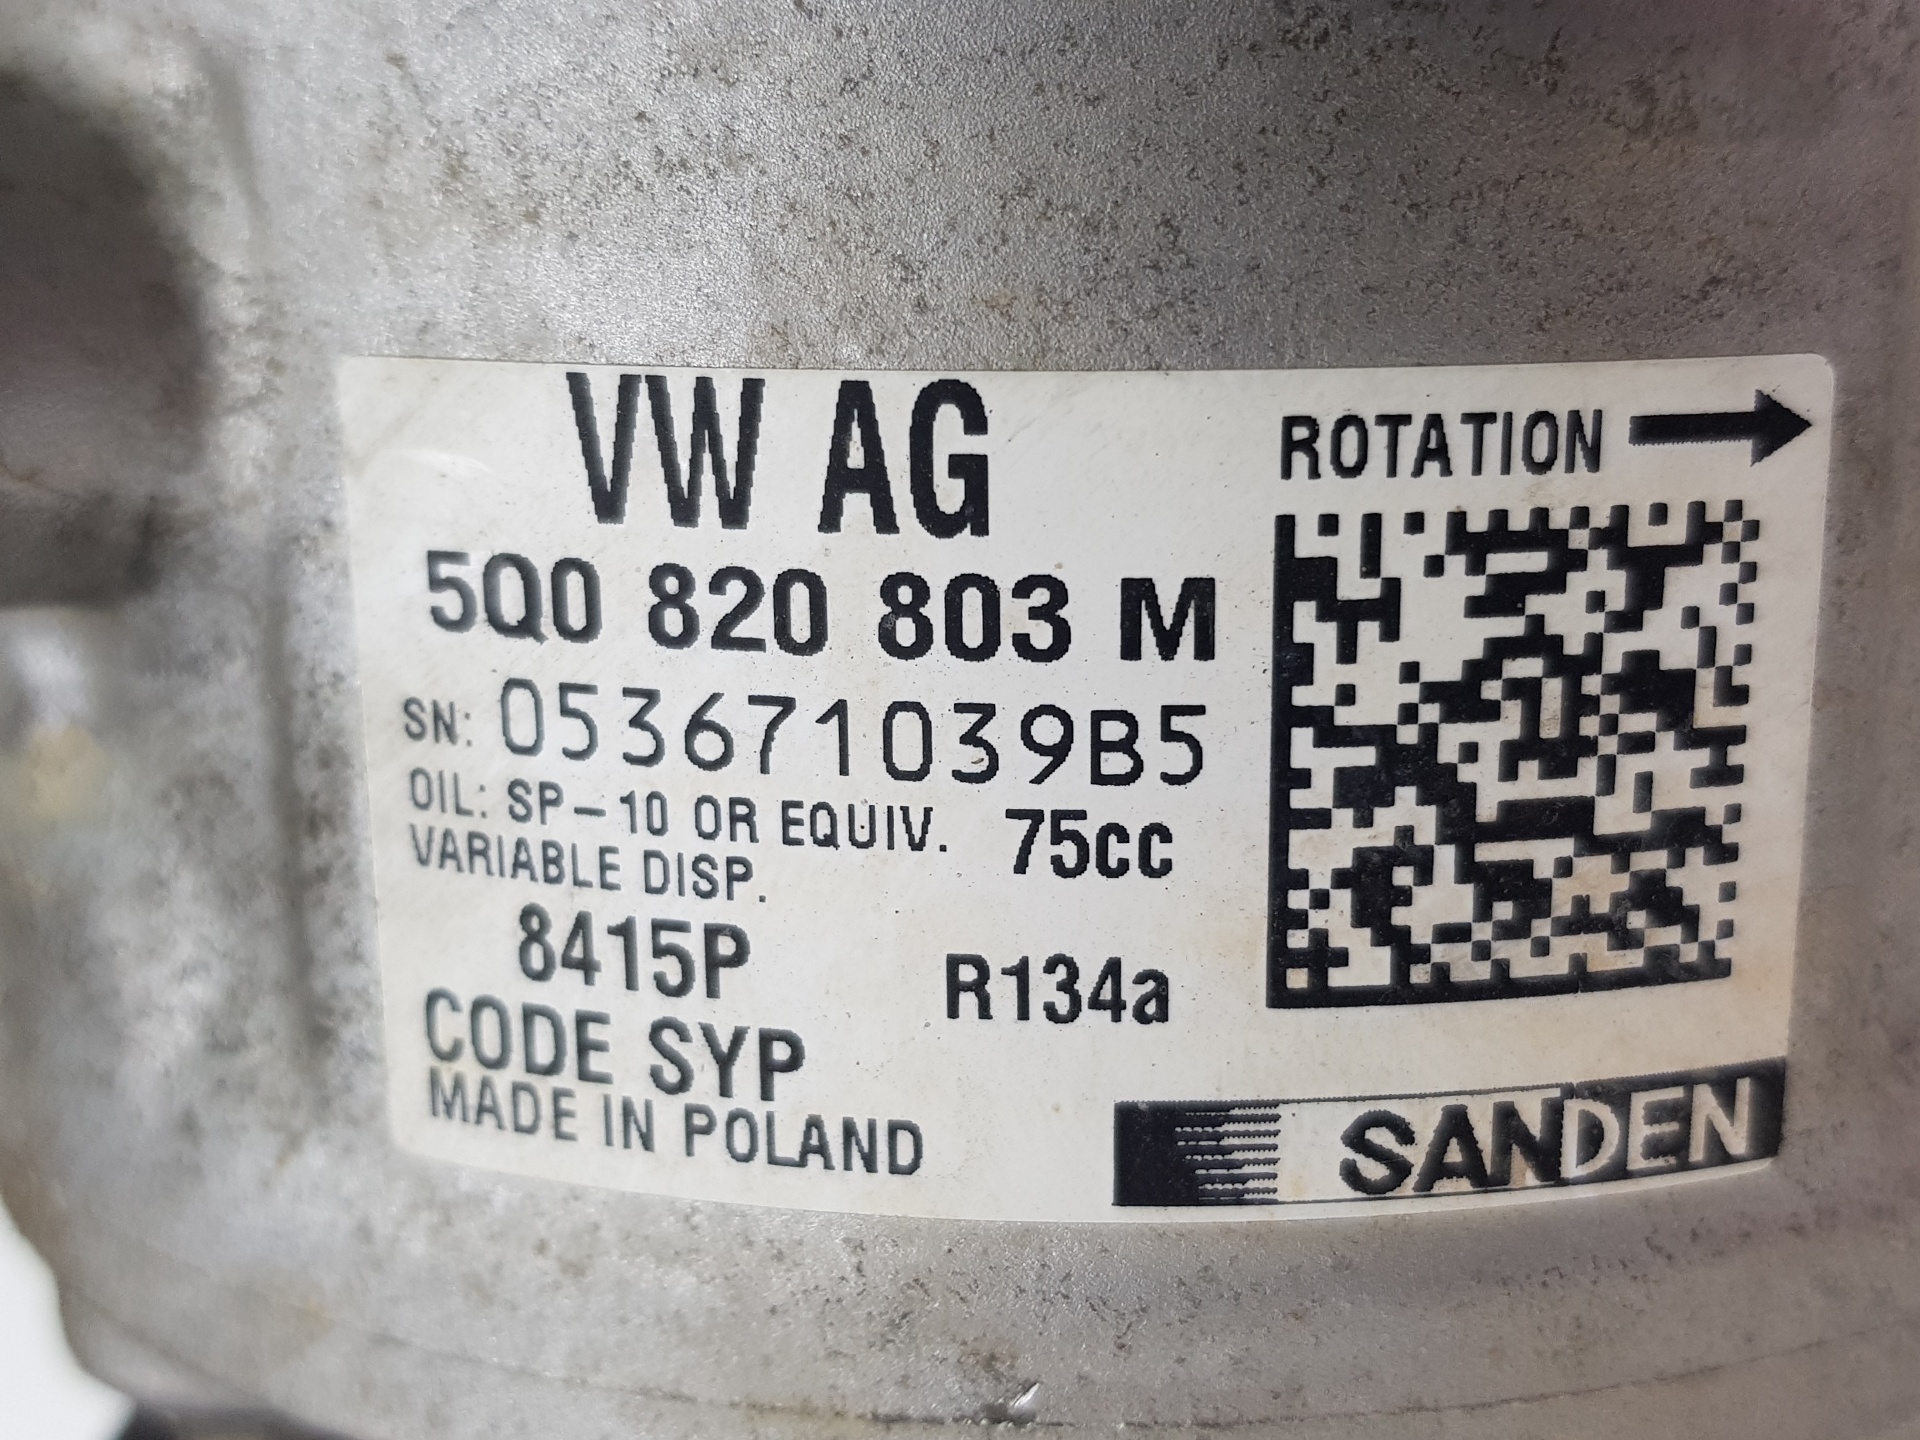 VW AG
ROTATION
5Q0 820 803 M
SN: 053671039B5
OIL: SP-10 OR EQUIV. 75cc
VARIABLE DISP.
8415P R134a
CODE SYP
MADE IN POLAND
SANDEN